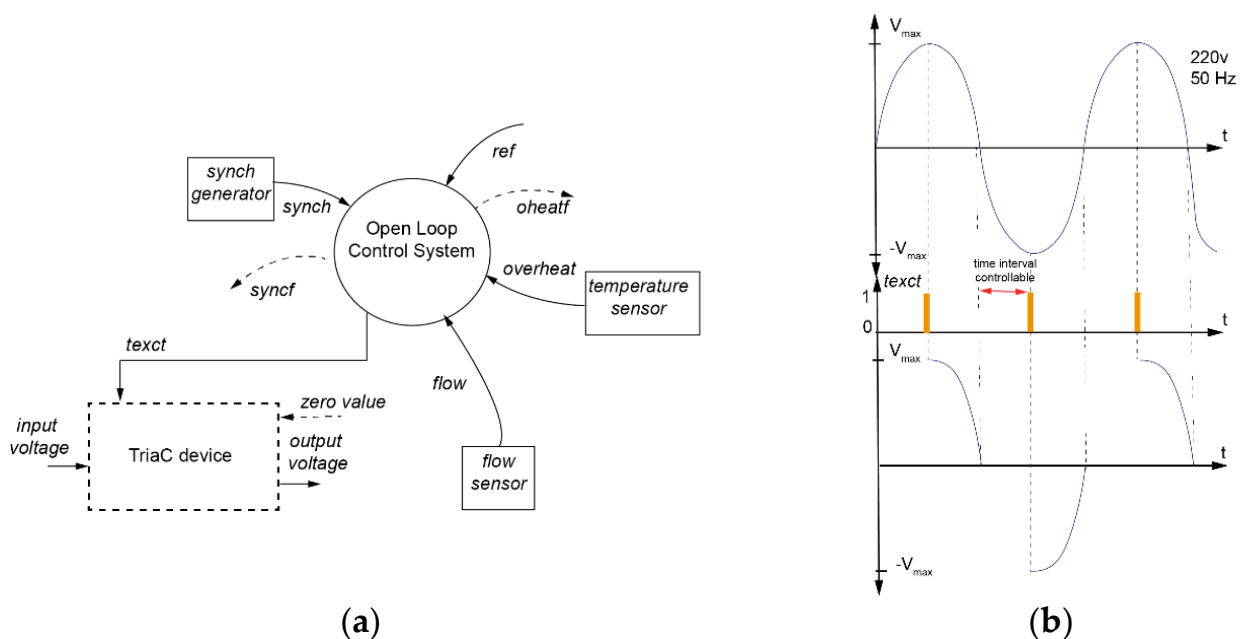 synch
generator
synch
ref
Open Loop
Control System
oheatf
syncf
overheat
temperature
sensor
texct
flow
zero value
input
voltage
TriaC device
output
voltage
flow
sensor
(a)
Vmax
220v
50 Hz
t
-Vmax
time interval
controllable
texct
1
0
t
Vmax
t
-Vmax
(b)